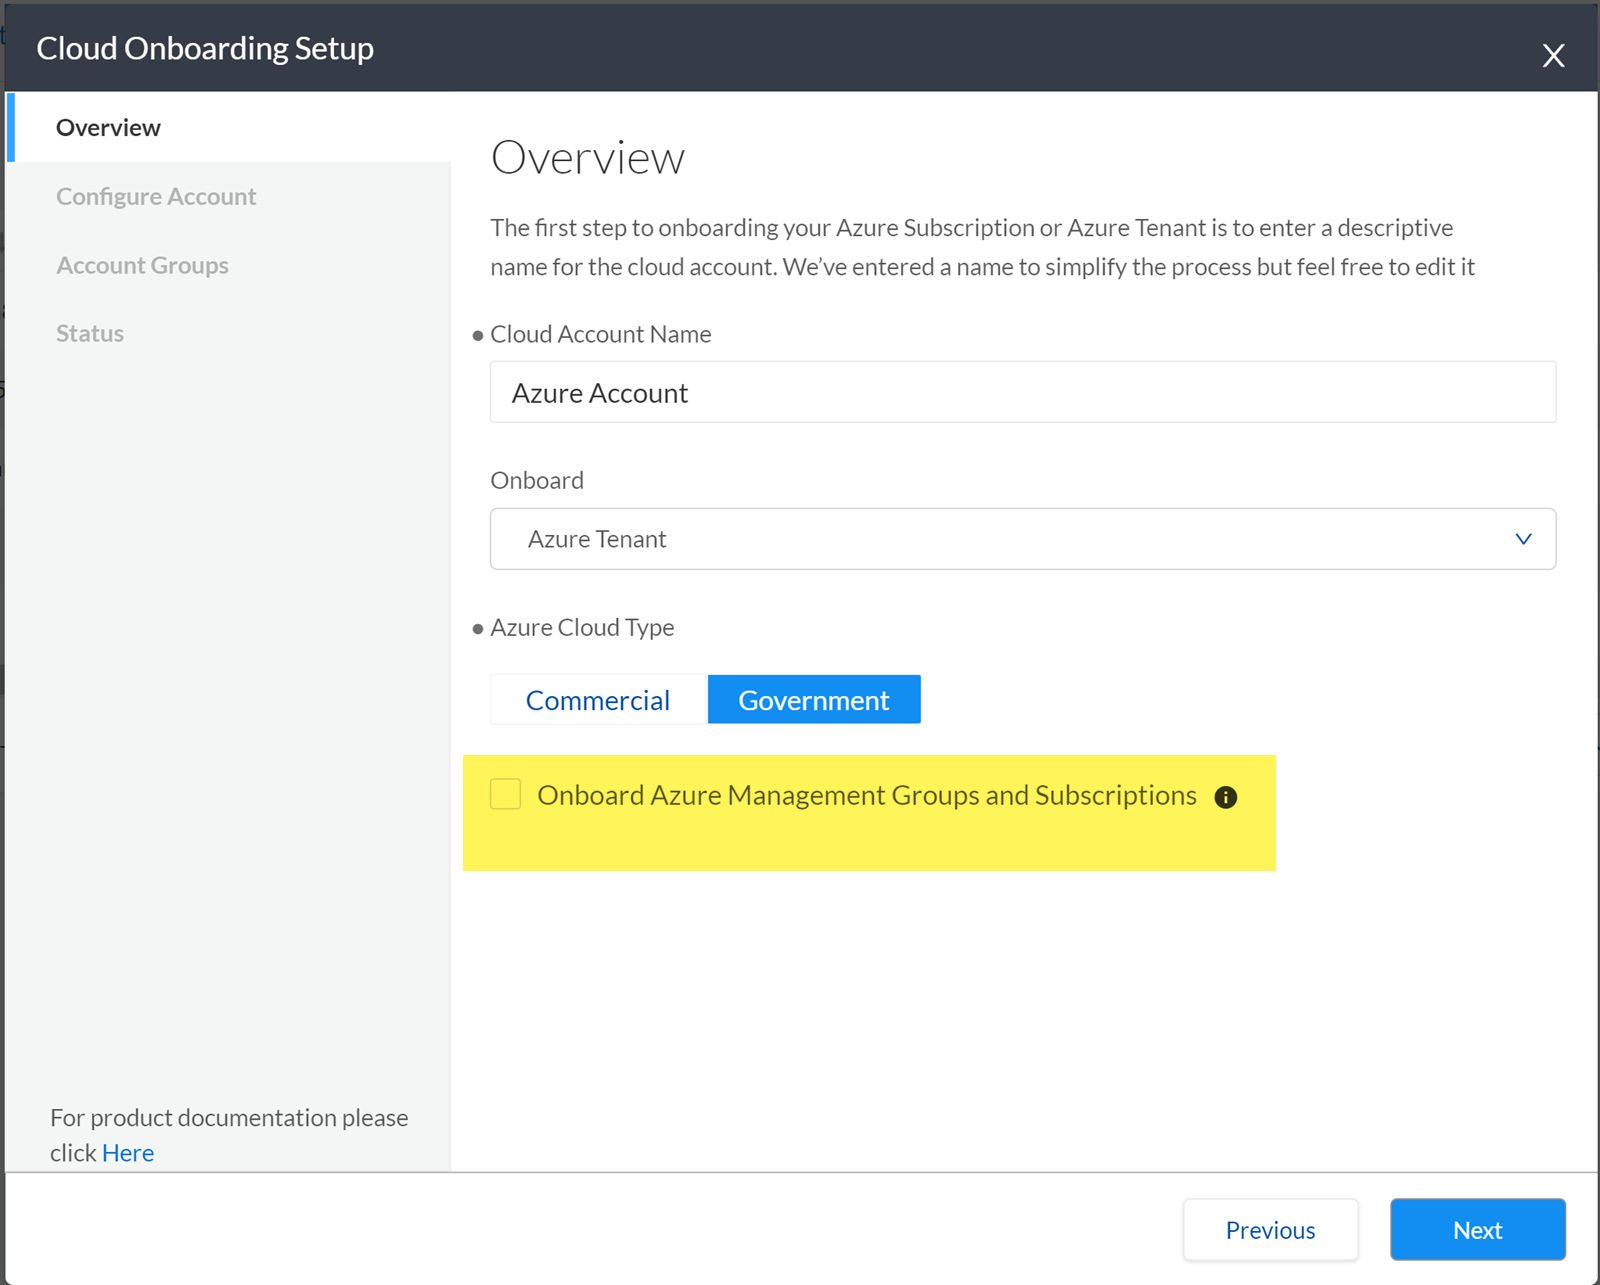 Cloud Onboarding Setup
X
Overview
Configure Account
Account Groups
Status
For product documentation please
click Here
Overview
The first step to onboarding your Azure Subscription or Azure Tenant is to enter a descriptive
name for the cloud account. We’ve entered a name to simplify the process but feel free to edit it
Cloud Account Name
Azure Account
Onboard
Azure Tenant
Azure Cloud Type
Commercial Government
Onboard Azure Management Groups and Subscriptions
Previous Next